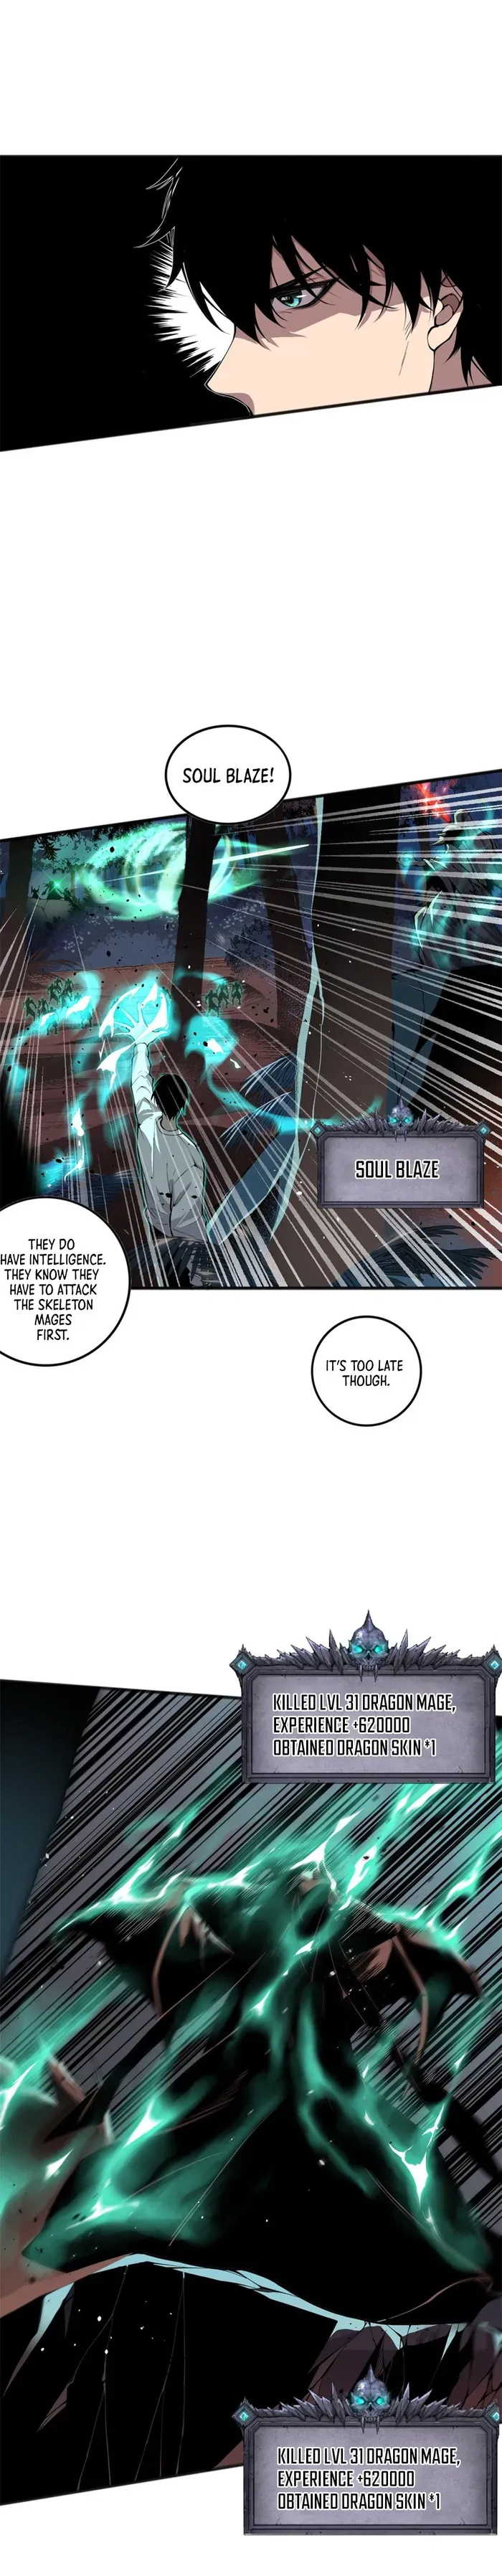 SOUL BLAZE!
SOUL BLAZE
THEY DO
HAVE INTELLIGENCE.
THEY KNOW THEY
HAVE TO ATTACK
THE SKELETON
MAGES
FIRST.
IT'S TOO LATE
THOUGH.
KILLED LVL 31 DRAGON MAGE,
EXPERIENCE +620000
OBTAINED DRAGON SKIN *1
KILLED LVL 31 DRAGON MAGE,
EXPERIENCE +620000
OBTAINED DRAGON SKIN *1